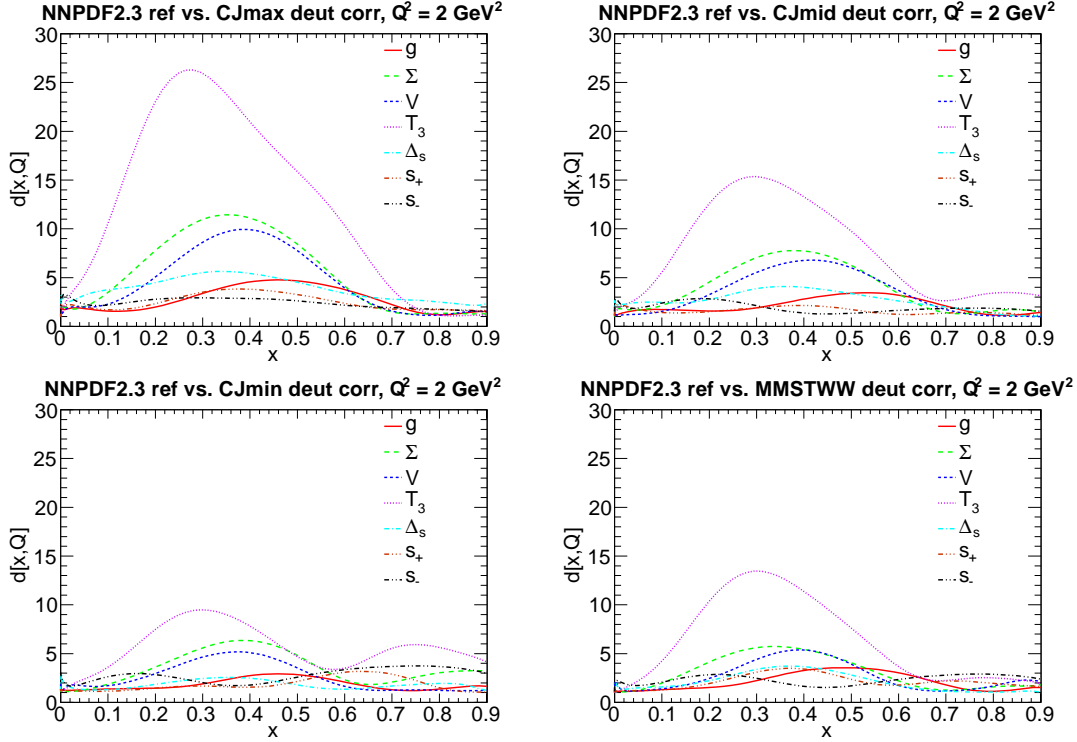 NNPDF2.3 ref vs. CJmax deut corr, Q² = 2 GeV²
d[x,Q]
30
25
20
15
10
5
0
0 0.1 0.2 0.3 0.4 0.5 0.6 0.7 0.8 0.9
x
g
Σ
V
T₃
Δₛ
s₊
s₋
NNPDF2.3 ref vs. CJmid deut corr, Q² = 2 GeV²
d[x,Q]
30
25
20
15
10
5
0
0 0.1 0.2 0.3 0.4 0.5 0.6 0.7 0.8 0.9
x
g
Σ
V
T₃
Δₛ
s₊
s₋
NNPDF2.3 ref vs. CJmin deut corr, Q² = 2 GeV²
d[x,Q]
30
25
20
15
10
5
0
0 0.1 0.2 0.3 0.4 0.5 0.6 0.7 0.8 0.9
x
g
Σ
V
T₃
Δₛ
s₊
s₋
NNPDF2.3 ref vs. MMSTWW deut corr, Q² = 2 GeV²
d[x,Q]
30
25
20
15
10
5
0
0 0.1 0.2 0.3 0.4 0.5 0.6 0.7 0.8 0.9
x
g
Σ
V
T₃
Δₛ
s₊
s₋